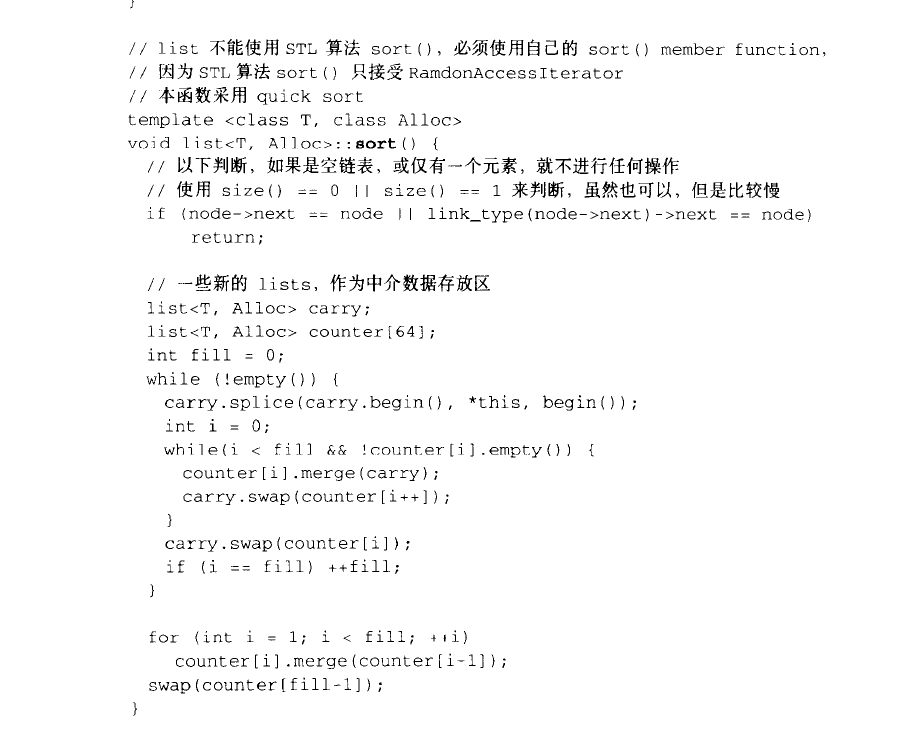 }
// list 不能使用 STL 算法 sort(), 必须使用自己的 sort() member function,
// 因为 STL 算法 sort() 只接受 RamdonAccessIterator
// 本函数采用 quick sort
template <class T, class Alloc>
void list<T, Alloc>::sort() {
  // 以下判断, 如果是空链表, 或仅有一个元素, 就不进行任何操作
  // 使用 size() == 0 || size() == 1 来判断, 虽然也可以, 但是比较慢
  if (node->next == node || link_type(node->next)->next == node)
      return;
  // 一些新的 lists, 作为中介数据存放区
  list<T, Alloc> carry;
  list<T, Alloc> counter[64];
  int fill = 0;
  while (!empty()) {
    carry.splice(carry.begin(), *this, begin());
    int i = 0;
    while(i < fill && !counter[i].empty()) {
      counter[i].merge(carry);
      carry.swap(counter[i++]);
    }
    carry.swap(counter[i]);
    if (i == fill) ++fill;
  }
  for (int i = 1; i < fill; ++i)
     counter[i].merge(counter[i-1]);
  swap(counter[fill-1]);
}